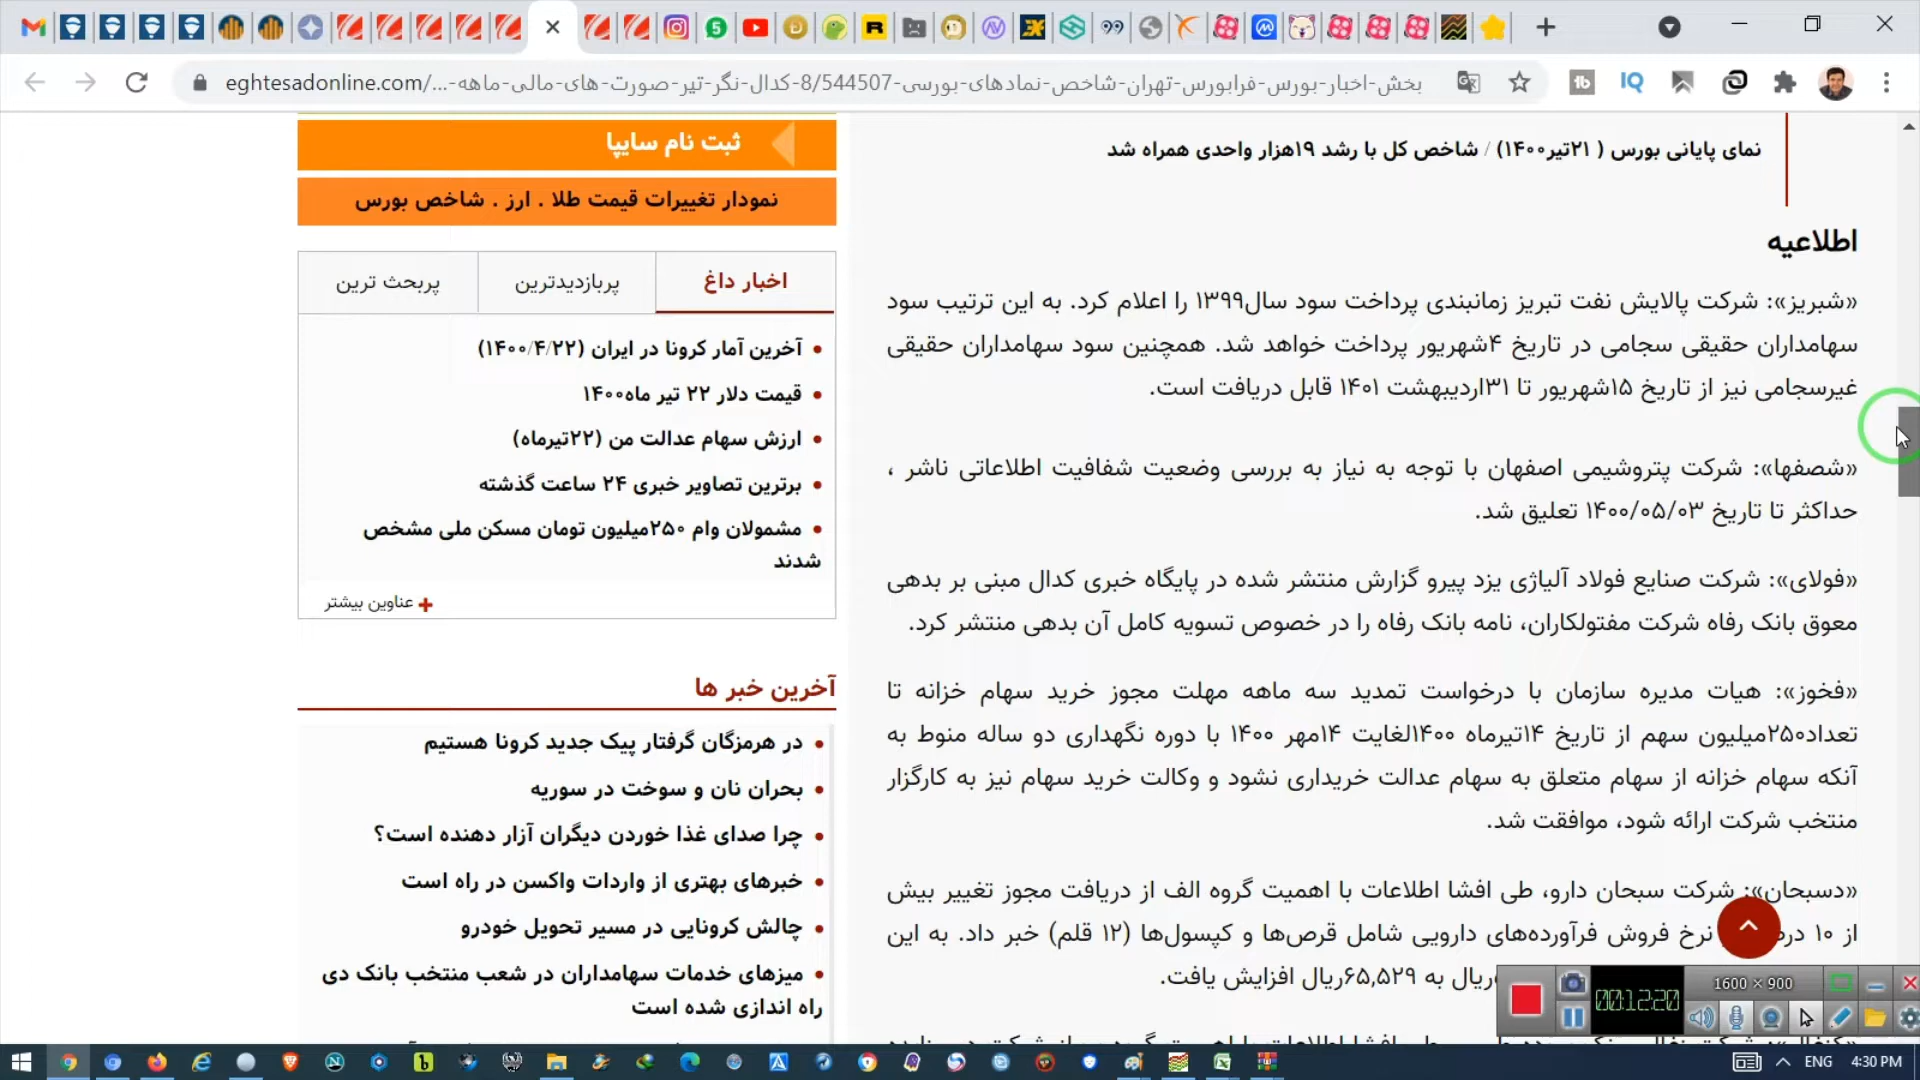 eghtesadonline.com/بخش-اخبار-بورس-فرابورس-تهران-شاخص-نمادهای-بورسی-8/544507-کدال-نگر-تیر-صورت-های-مالی-ماهه-...
نمای پایانی بورس ( ۲۱تیر۱۴۰۰) / شاخص کل با رشد ۱۹هزار واحدی همراه شد
اطلاعیه
«شبریز»: شرکت پالایش نفت تبریز زمانبندی پرداخت سود سال۱۳۹۹ را اعلام کرد. به این ترتیب سود
سهامداران حقیقی سجامی در تاریخ ۴شهریور پرداخت خواهد شد. همچنین سود سهامداران حقیقی
غیرسجامی نیز از تاریخ ۱۵شهریور تا ۳۱اردیبهشت ۱۴۰۱ قابل دریافت است.
«شصفها»: شرکت پتروشیمی اصفهان با توجه به نیاز به بررسی وضعیت شفافیت اطلاعاتی ناشر ،
حداکثر تا تاریخ ۱۴۰۰/۰۵/۰۳ تعلیق شد.
«فولای»: شرکت صنایع فولاد آلیاژی یزد پیرو گزارش منتشر شده در پایگاه خبری کدال مبنی بر بدهی
معوق بانک رفاه شرکت مفتولکاران، نامه بانک رفاه را در خصوص تسویه کامل آن بدهی منتشر کرد.
«فخوز»: هیات مدیره سازمان با درخواست تمدید سه ماهه مهلت مجوز خرید سهام خزانه تا
تعداد۲۵۰میلیون سهم از تاریخ ۱۴تیرماه ۱۴۰۰لغایت ۱۴مهر ۱۴۰۰ با دوره نگهداری دو ساله منوط به
آنکه سهام خزانه از سهام متعلق به سهام عدالت خریداری نشود و وکالت خرید سهام نیز به کارگزار
منتخب شرکت ارائه شود، موافقت شد.
«دسبحان»: شرکت سبحان دارو، طی افشا اطلاعات با اهمیت گروه الف از دریافت مجوز تغییر بیش
از ۱۰ نرخ فروش فرآورده‌های دارویی شامل قرص‌ها و کپسول‌ها (۱۲ قلم) خبر داد. به این
ریال به ۶۵,۵۲۹ریال افزایش یافت.
ثبت نام سایپا
نمودار تغییرات قیمت طلا . ارز . شاخص بورس
اخبار داغ
پربازدیدترین
پربحث ترین
آخرین آمار کرونا در ایران (۱۴۰۰/۴/۲۲)
قیمت دلار ۲۲ تیر ماه۱۴۰۰
ارزش سهام عدالت من (۲۲تیرماه)
برترین تصاویر خبری ۲۴ ساعت گذشته
مشمولان وام ۲۵۰میلیون تومان مسکن ملی مشخص
شدند
عناوین بیشتر
آخرین خبر ها
در هرمزگان گرفتار پیک جدید کرونا هستیم
بحران نان و سوخت در سوریه
چرا صدای غذا خوردن دیگران آزار دهنده است؟
خبرهای بهتری از واردات واکسن در راه است
چالش کرونایی در مسیر تحویل خودرو
میزهای خدمات سهامداران در شعب منتخب بانک دی
راه اندازی شده است
1600 × 900
00:12:20
ENG
4:30 PM